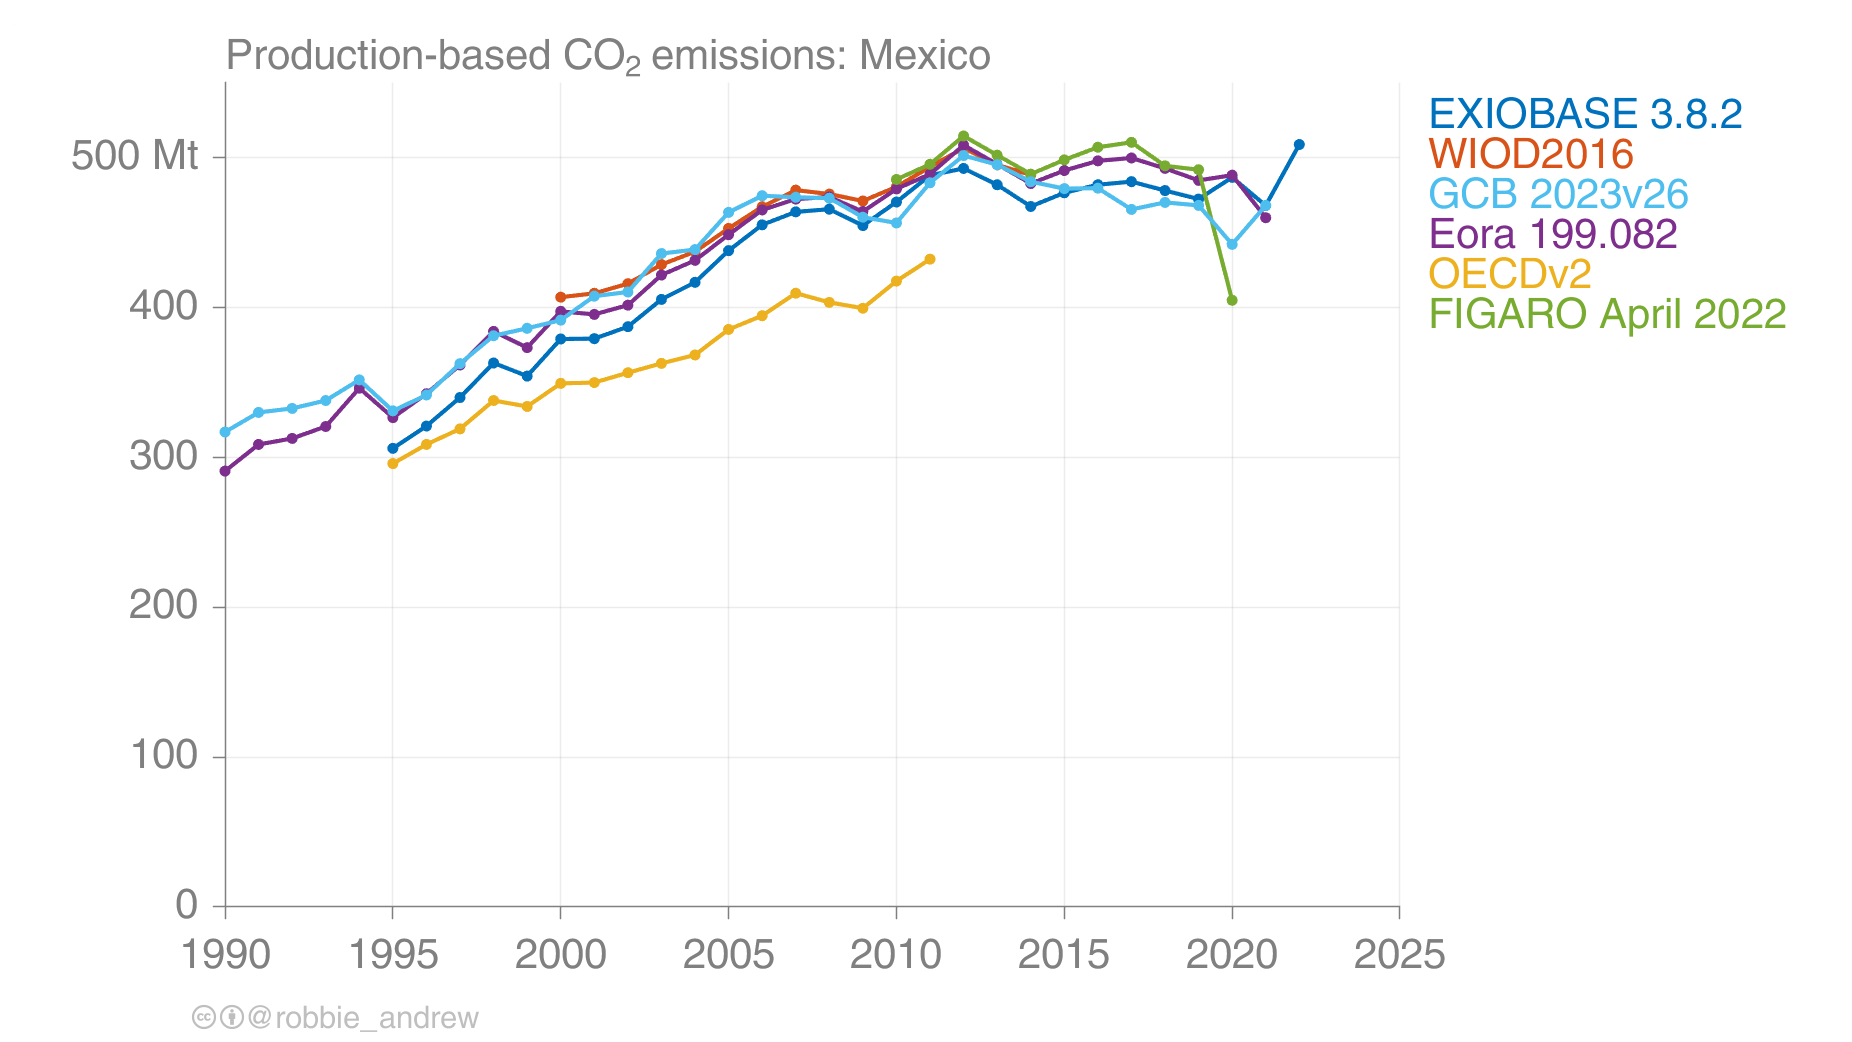 Production-based CO₂ emissions: Mexico
EXIOBASE 3.8.2
WIOD2016
GCB 2023v26
Eora 199.082
OECDv2
FIGARO April 2022
500 Mt
400
300
200
100
0
1990 1995 2000 2005 2010 2015 2020 2025
cc @robbie_andrew